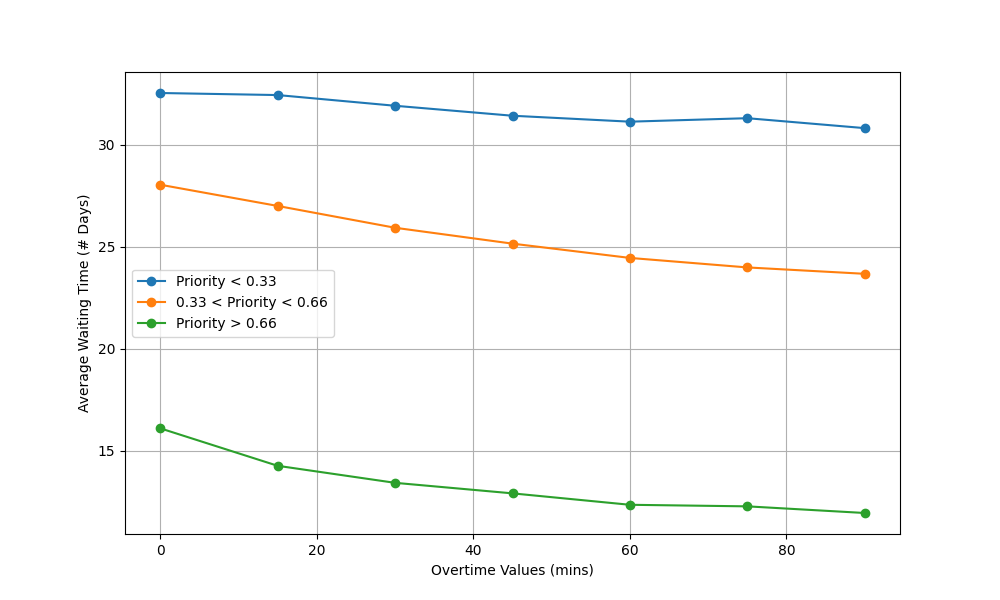 30
25
20
15
0
20
40
60
80
Average Waiting Time (# Days)
Overtime Values (mins)
Priority < 0.33
0.33 < Priority < 0.66
Priority > 0.66